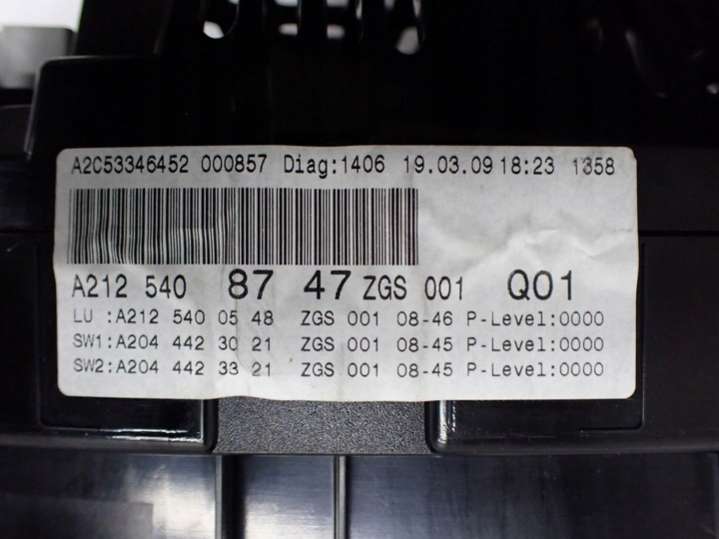 A2C53346452 000857 Diag:1406 19.03.09 18:23 1358
A212 540 87 47 ZGS 001 Q01
LU :A212 540 05 48 ZGS 001 08-46 P-Level:0000
SW1:A204 442 30 21 ZGS 001 08-45 P-Level:0000
SW2:A204 442 33 21 ZGS 001 08-45 P-Level:0000